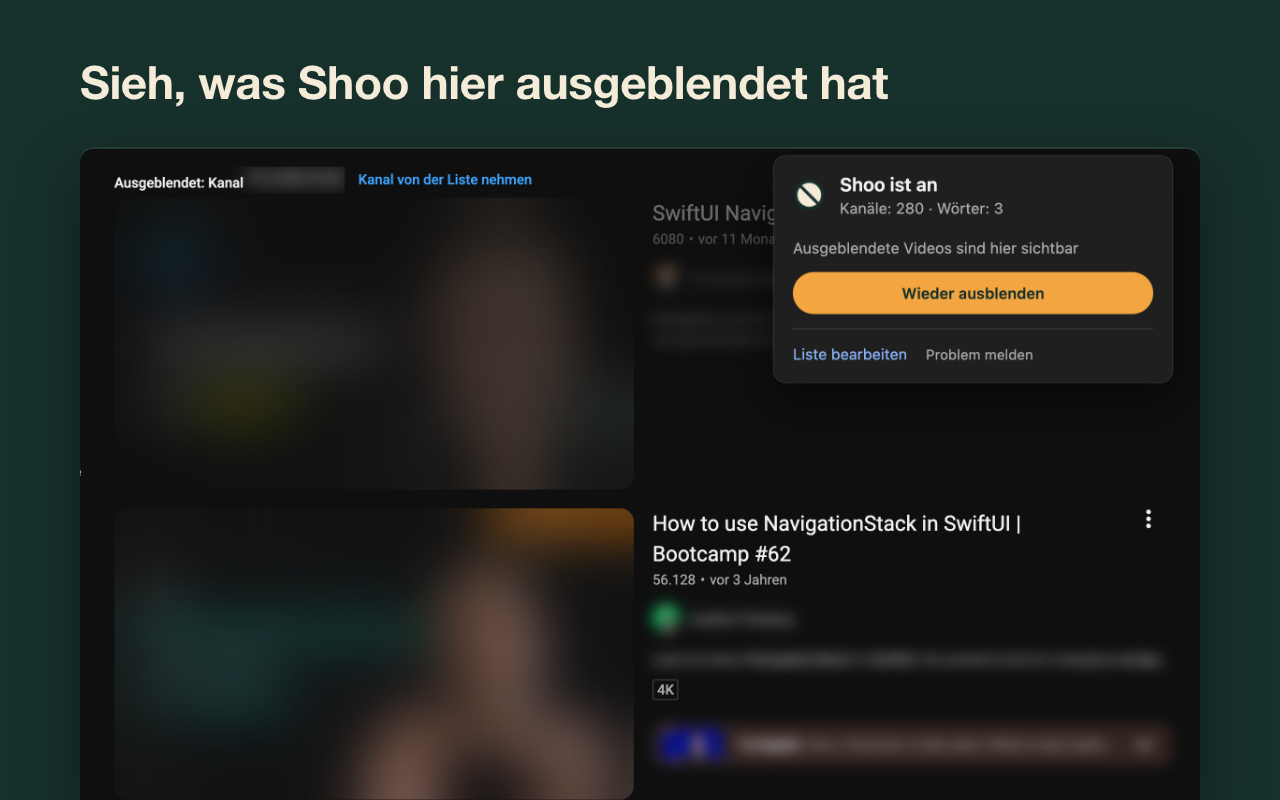 Sieh, was Shoo hier ausgeblendet hat
Ausgeblendet: Kanal
Kanal von der Liste nehmen
SwiftUI Navig
6080 • vor 11 Mona
Shoo ist an
Kanäle: 280 · Wörter: 3
Ausgeblendete Videos sind hier sichtbar
Wieder ausblenden
Liste bearbeiten
Problem melden
How to use NavigationStack in SwiftUI |
Bootcamp #62
56.128 • vor 3 Jahren
4K